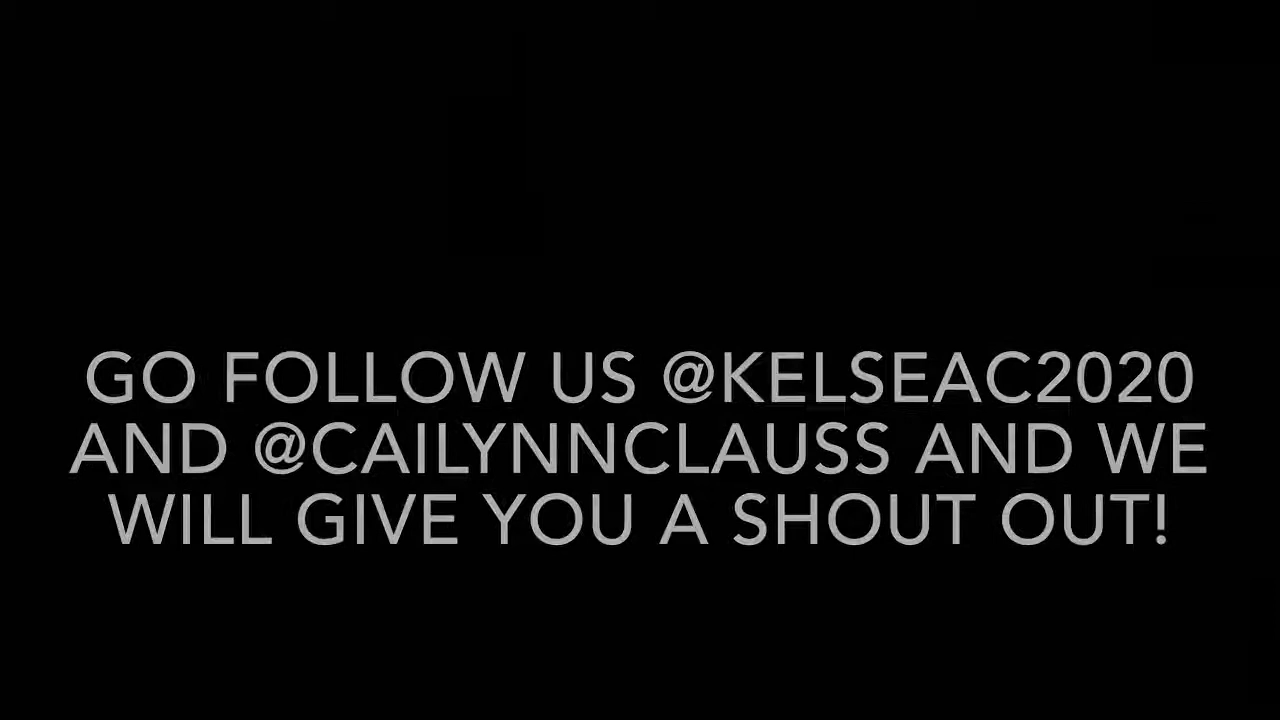 GO FOLLOW US @KELSEAC2020
AND @CAILYNNCLAUSS AND WE
WILL GIVE YOU A SHOUT OUT!